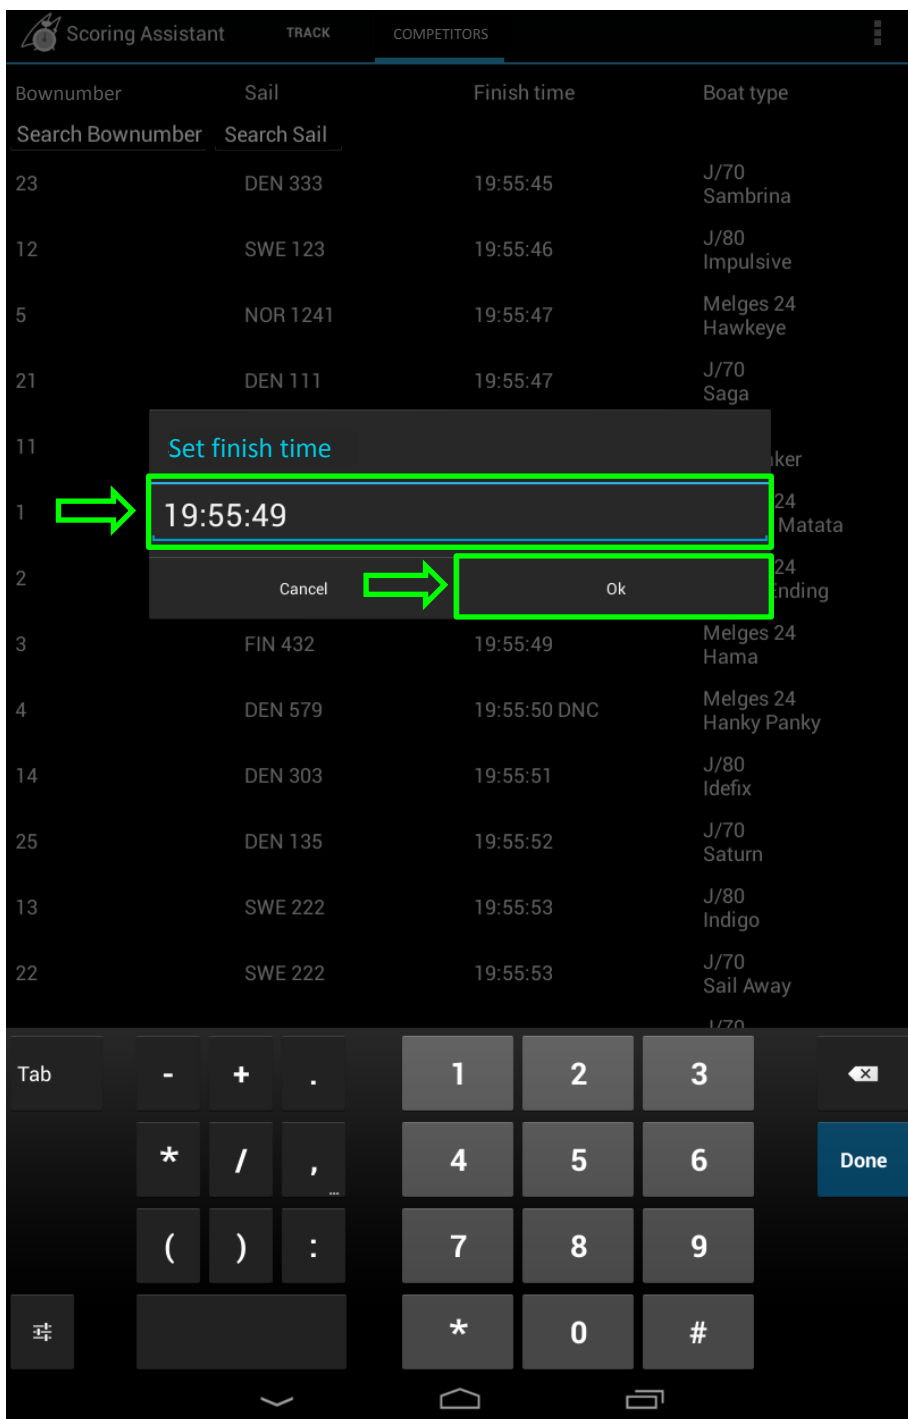 Scoring Assistant TRACK COMPETITORS
Bownumber Sail Finish time Boat type
Search Bownumber Search Sail
23 DEN 333 19:55:45 J/70
Sambrina
12 SWE 123 19:55:46 J/80
Impulsive
5 NOR 1241 19:55:47 Melges 24
Hawkeye
21 DEN 111 19:55:47 J/70
Saga
11
Set finish time
1 24
19:55:49 Matata
2 24
Cancel Ok
3 FIN 432 19:55:49 Melges 24
Hama
4 DEN 579 19:55:50 DNC Melges 24
Hanky Panky
14 DEN 303 19:55:51 J/80
Idefix
25 DEN 135 19:55:52 J/70
Saturn
13 SWE 222 19:55:53 J/80
Indigo
22 SWE 222 19:55:53 J/70
Sail Away
J/70
Tab - + . 1 2 3
* / , ... 4 5 6 Done
( ) : 7 8 9
* 0 #